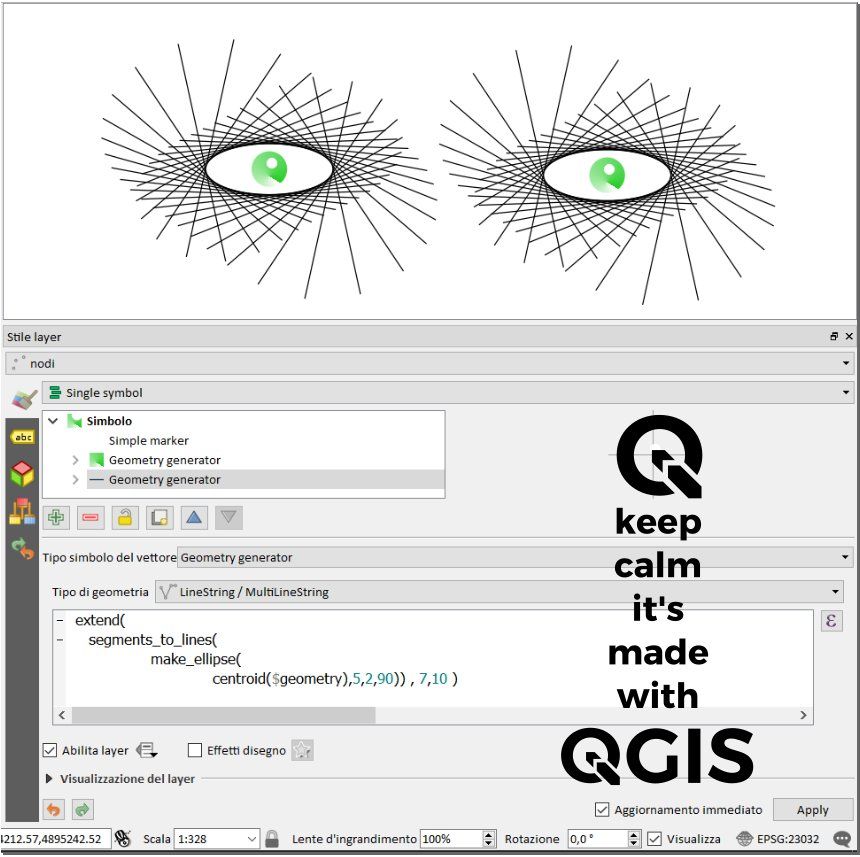 Stile layer
nodi
Single symbol
Simbolo
Simple marker
Geometry generator
Geometry generator
abc
keep
calm
it's
made
with
QGIS
Tipo simbolo del vettore Geometry generator
Tipo di geometria LineString / MultiLineString
extend(
segments_to_lines(
make_ellipse(
centroid($geometry),5,2,90)) , 7,10 )
ε
Abilita layer Effetti disegno
Visualizzazione del layer
Aggiornamento immediato Apply
4212.57,4895242.52 Scala 1:328 Lente d'ingrandimento 100% Rotazione 0,0 ° Visualizza EPSG:23032